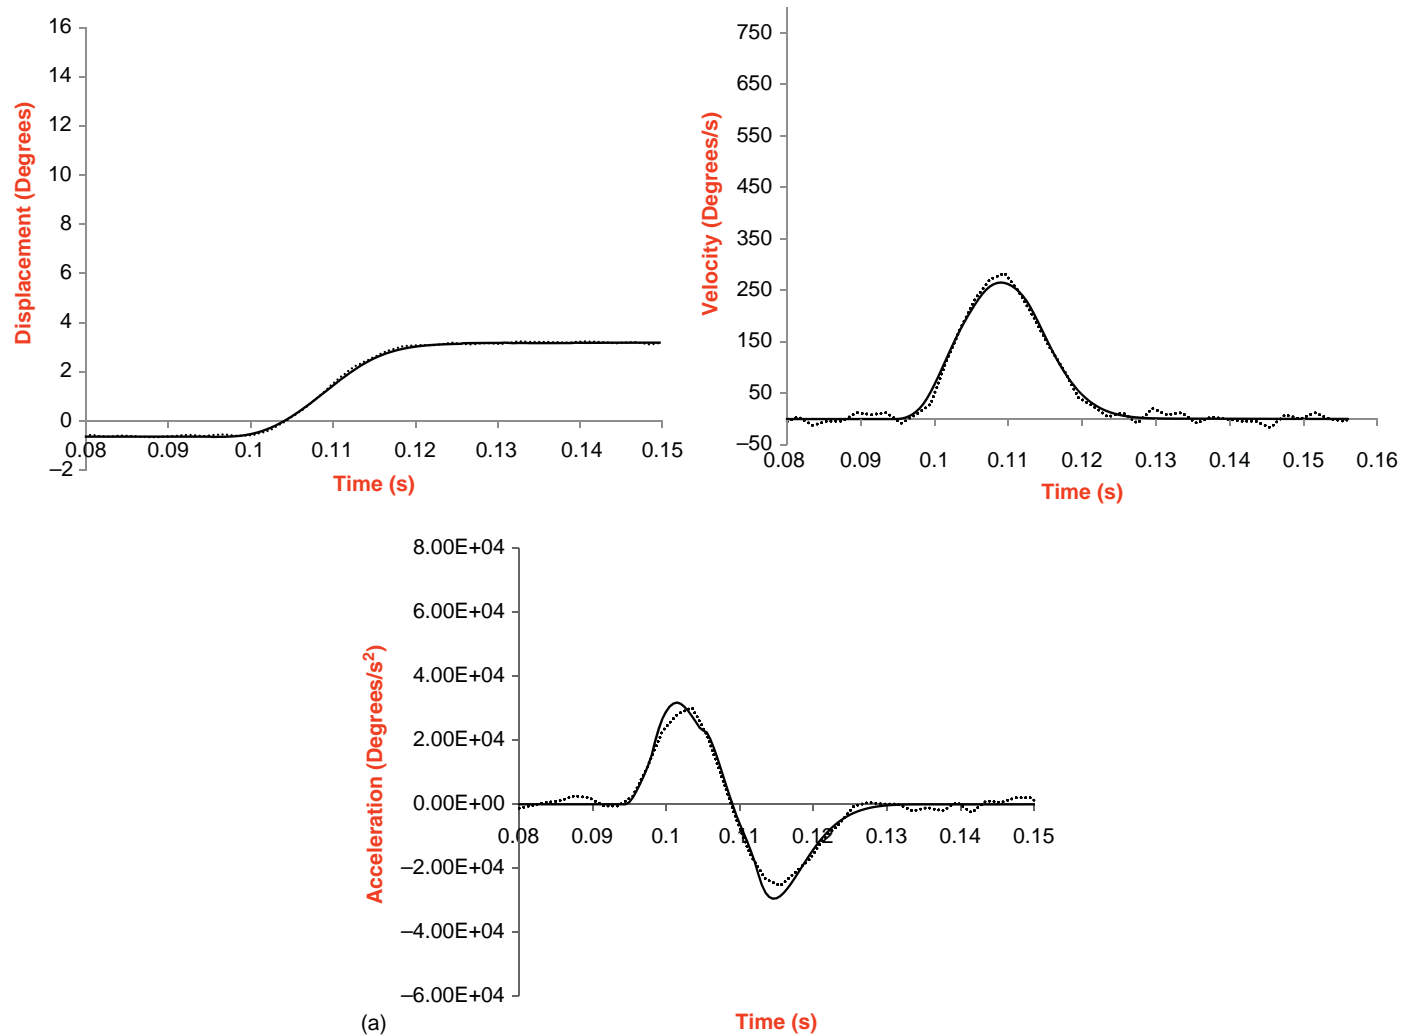 16
14
12
10
8
6
4
2
0
–2
Displacement (Degrees)
0.08 0.09 0.1 0.11 0.12 0.13 0.14 0.15
Time (s)
750
650
550
450
350
250
150
50
–50
Velocity (Degrees/s)
0.08 0.09 0.1 0.11 0.12 0.13 0.14 0.15 0.16
Time (s)
8.00E+04
6.00E+04
4.00E+04
2.00E+04
0.00E+00
–2.00E+04
–4.00E+04
–6.00E+04
Acceleration (Degrees/s²)
0.08 0.09 0.1 0.11 0.12 0.13 0.14 0.15
Time (s)
(a)